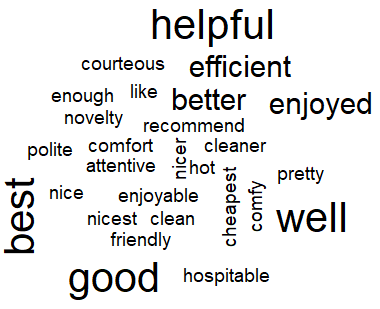 helpful
courteous efficient
enough like better enjoyed
novelty recommend
polite comfort nicer cleaner
attentive hot
nice enjoyable cheapest comfy pretty
best nicest clean well
friendly
good hospitable